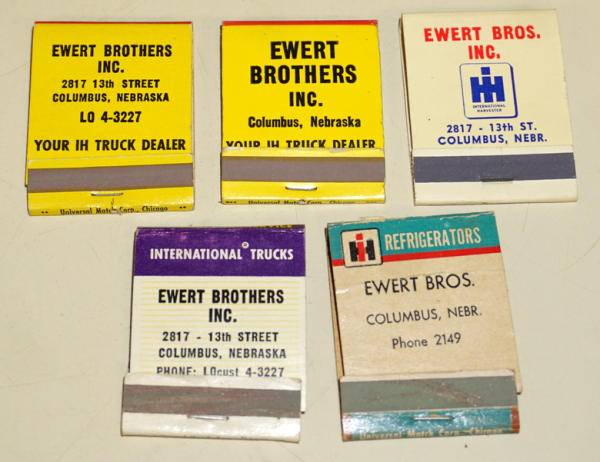 EWERT BROTHERS
INC.
2817 13th STREET
COLUMBUS, NEBRASKA
LO 4-3227
YOUR IH TRUCK DEALER
Universal Match Corp., Chicago
EWERT
BROTHERS
INC.
Columbus, Nebraska
YOUR IH TRUCK DEALER
Universal Match Corp., Chicago
EWERT BROS.
INC.
IH
INTERNATIONAL
HARVESTER
2817 - 13th ST.
COLUMBUS, NEBR.
INTERNATIONAL® TRUCKS
EWERT BROTHERS
INC.
2817 - 13th STREET
COLUMBUS, NEBRASKA
PHONE: LOcust 4-3227
IH REFRIGERATORS
EWERT BROS.
COLUMBUS, NEBR.
Phone 2149
Universal Match Corp., Chicago